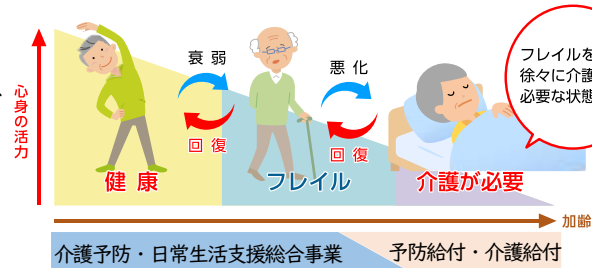 心身の活力
衰弱
回復
悪化
回復
フレイルを
徐々に介護
必要な状態
健康
フレイル
介護が必要
加齢
介護予防・日常生活支援総合事業
予防給付・介護給付